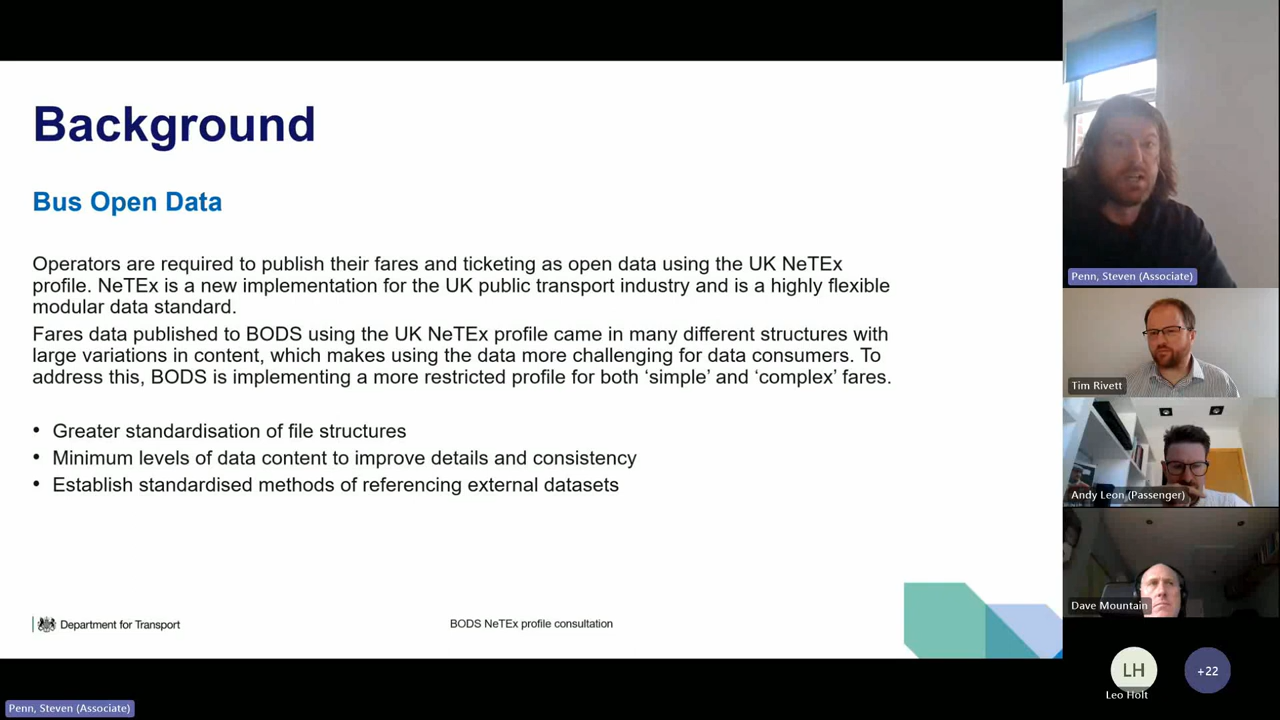 Background
Bus Open Data
Operators are required to publish their fares and ticketing as open data using the UK NeTEx
profile. NeTEx is a new implementation for the UK public transport industry and is a highly flexible
modular data standard.
Fares data published to BODS using the UK NeTEx profile came in many different structures with
large variations in content, which makes using the data more challenging for data consumers. To
address this, BODS is implementing a more restricted profile for both ‘simple’ and ‘complex’ fares.
• Greater standardisation of file structures
• Minimum levels of data content to improve details and consistency
• Establish standardised methods of referencing external datasets
Department for Transport
BODS NeTEx profile consultation
Penn, Steven (Associate)
Tim Rivett
Andy Leon (Passenger)
Dave Mountain
LH
Leo Holt
+22
Penn, Steven (Associate)